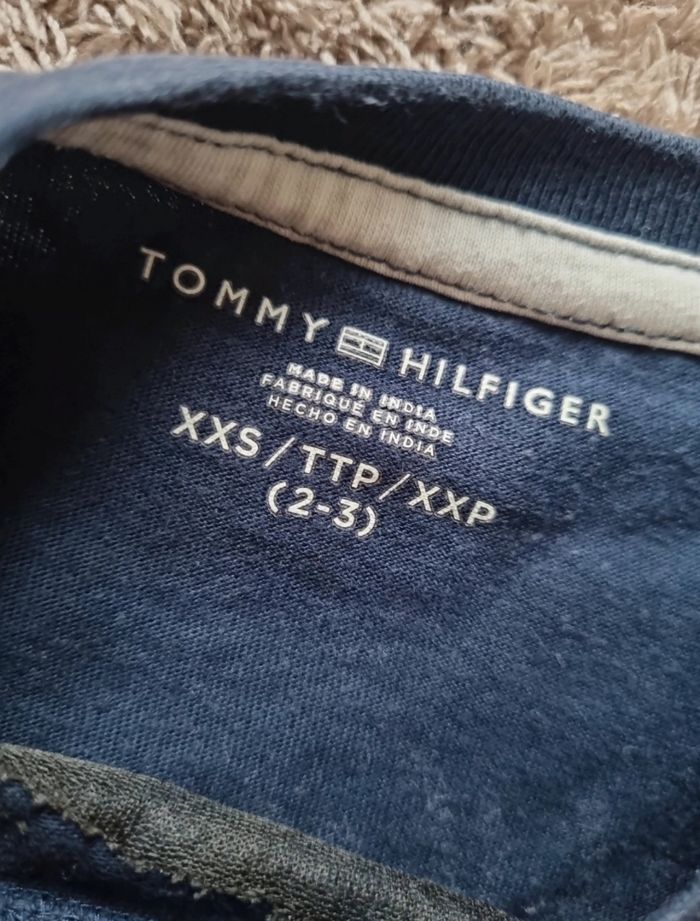 TOMMY HILFIGER
MADE IN INDIA
FABRIQUE EN INDE
HECHO EN INDIA
XXS/TTP/XXP
(2-3)